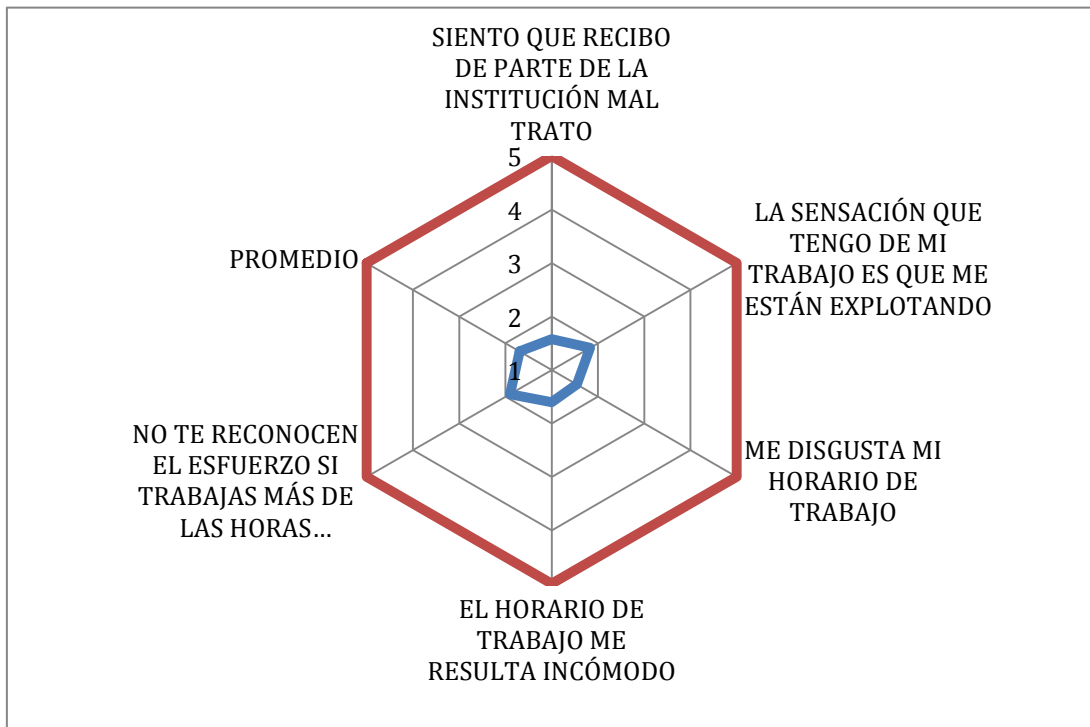 SIENTO QUE RECIBO
DE PARTE DE LA
INSTITUCIÓN MAL
TRATO
5
4
3
2
1
LA SENSACIÓN QUE
TENGO DE MI
TRABAJO ES QUE ME
ESTÁN EXPLOTANDO
ME DISGUSTA MI
HORARIO DE
TRABAJO
EL HORARIO DE
TRABAJO ME
RESULTA INCÓMODO
NO TE RECONOCEN
EL ESFUERZO SI
TRABAJAS MÁS DE
LAS HORAS…
PROMEDIO